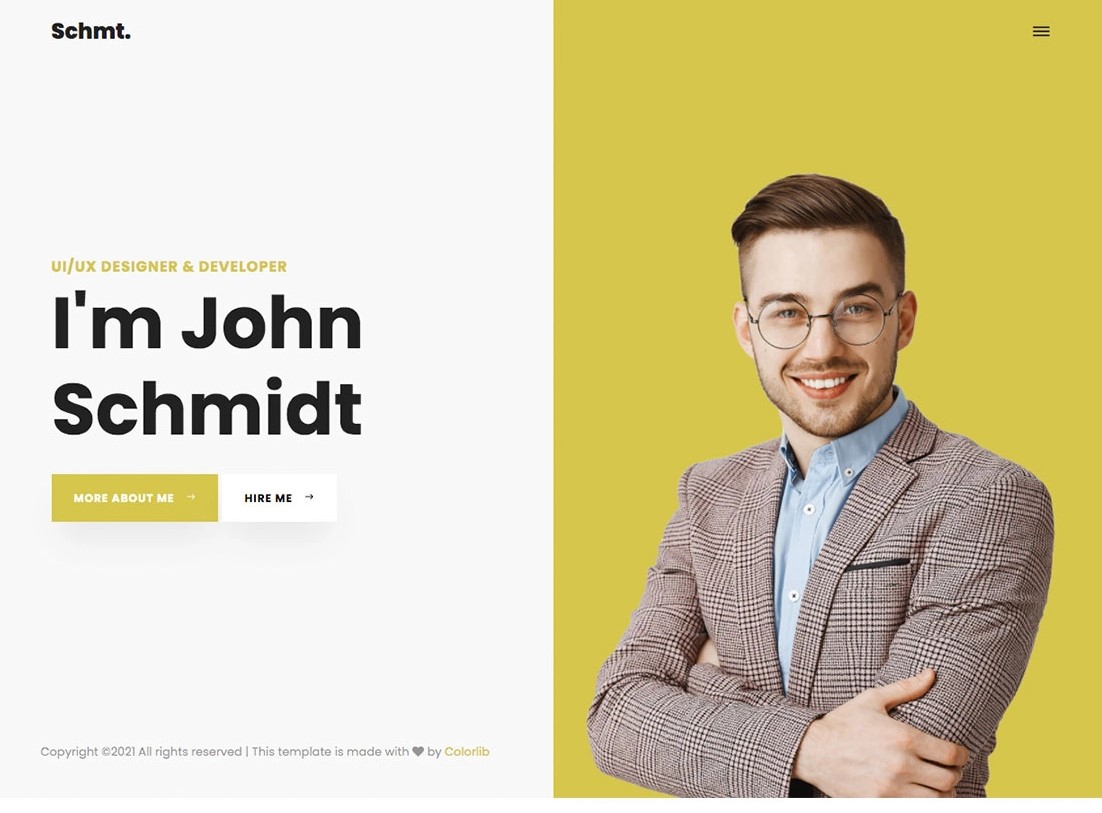 Schmt.
UI/UX DESIGNER & DEVELOPER
I'm John
Schmidt
MORE ABOUT ME →
HIRE ME →
Copyright ©2021 All rights reserved | This template is made with ♥ by Colorlib